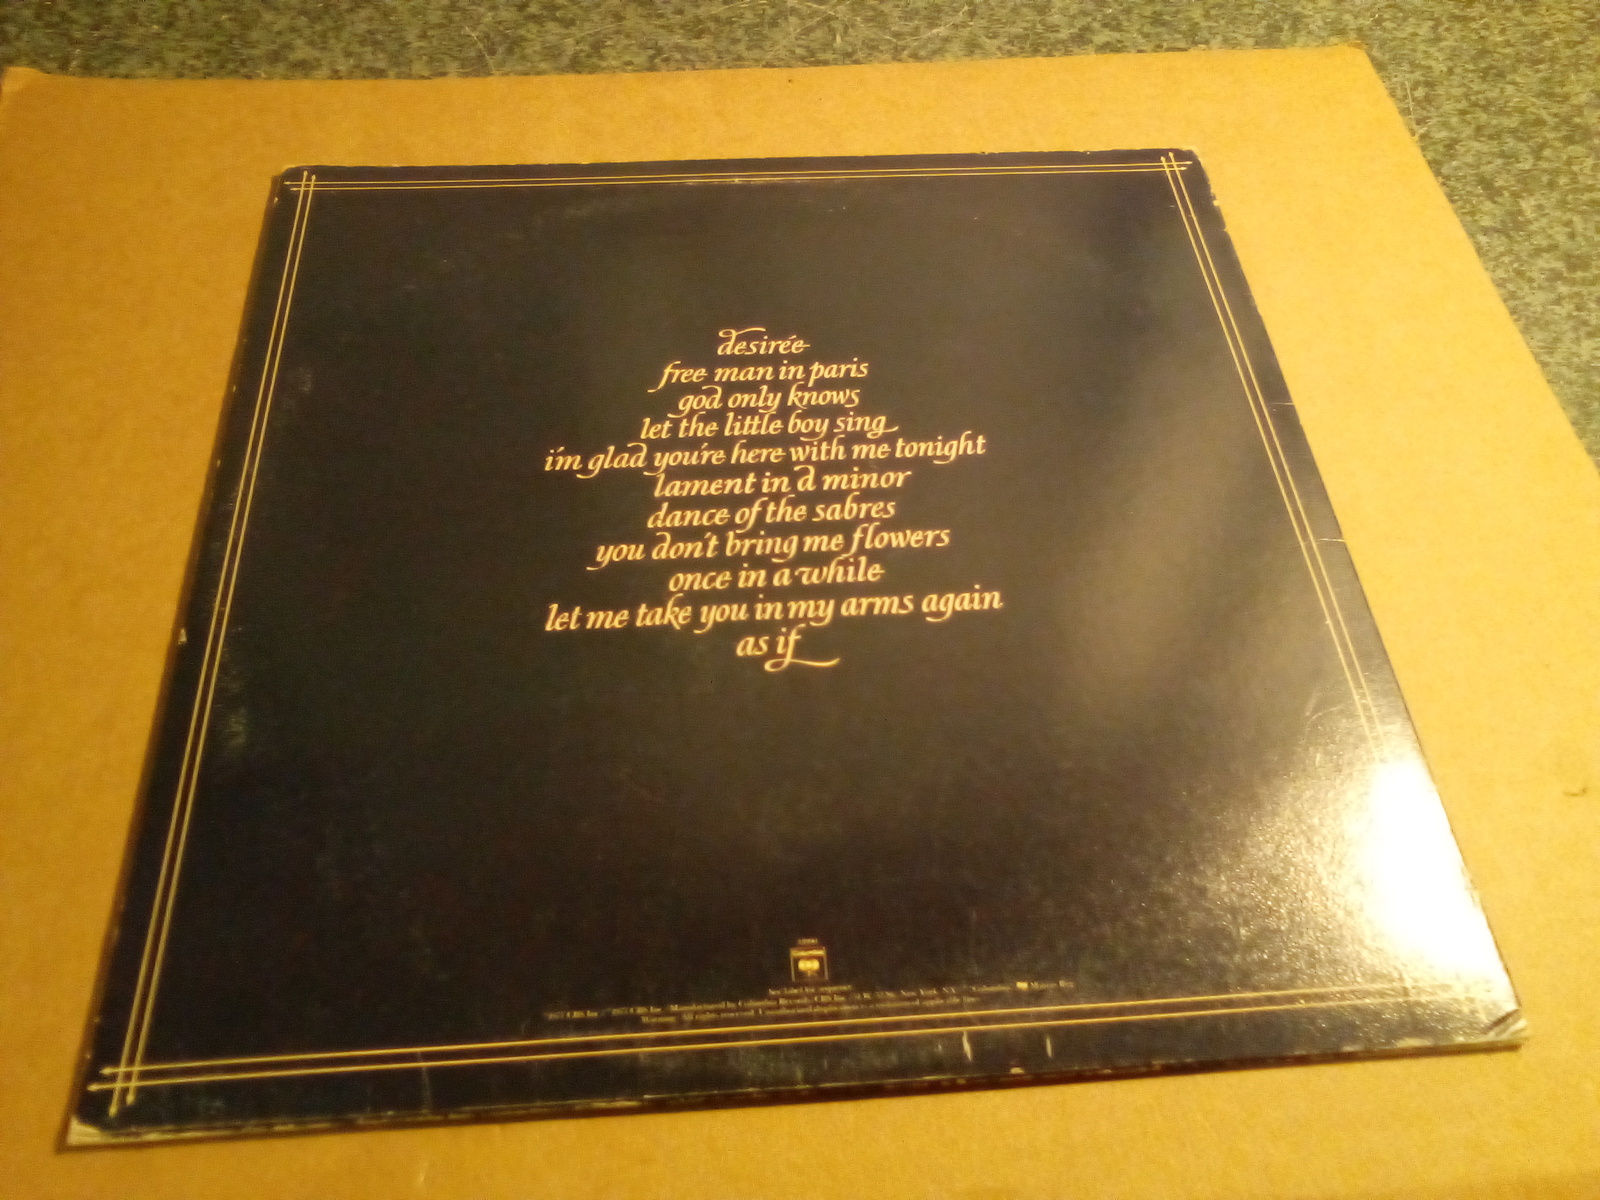 desirée
free man in paris
god only knows
let the little boy sing
i'm glad you're here with me tonight
lament in d minor
dance of the sabres
you don't bring me flowers
once in a while
let me take you in my arms again
as if